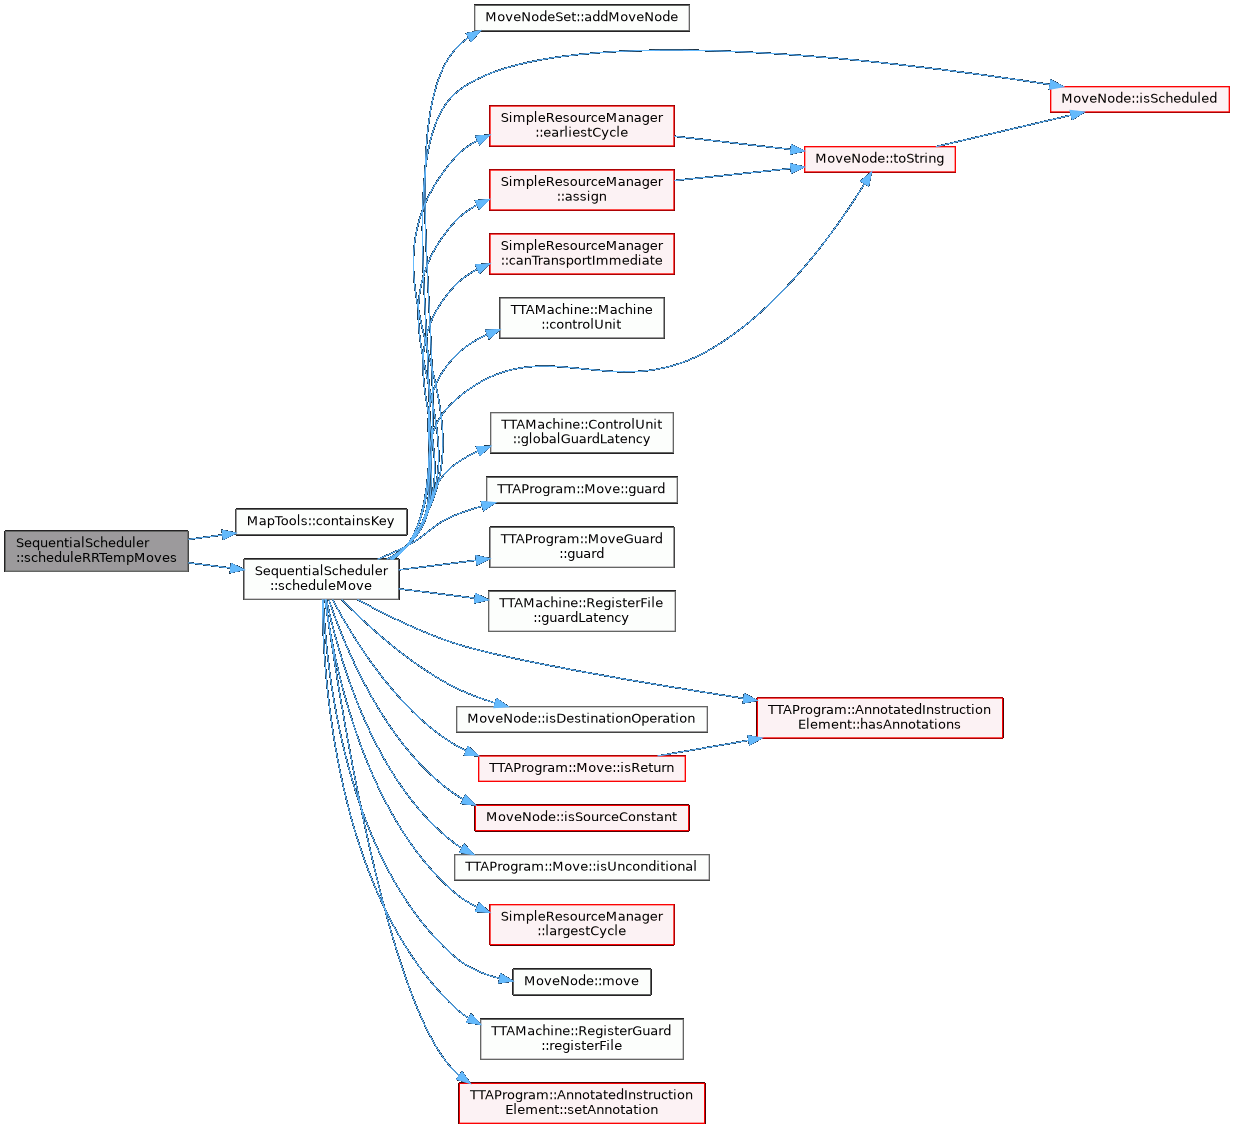 MoveNodeSet::addMoveNode
MoveNode::isScheduled
SimpleResourceManager
::earliestCycle
MoveNode::toString
SimpleResourceManager
::assign
SimpleResourceManager
::canTransportImmediate
TTAMachine::Machine
::controlUnit
TTAMachine::ControlUnit
::globalGuardLatency
TTAProgram::Move::guard
MapTools::containsKey
SequentialScheduler
::scheduleRRTempMoves
TTAProgram::MoveGuard
::guard
SequentialScheduler
::scheduleMove
TTAMachine::RegisterFile
::guardLatency
MoveNode::isDestinationOperation
TTAProgram::AnnotatedInstruction
Element::hasAnnotations
TTAProgram::Move::isReturn
MoveNode::isSourceConstant
TTAProgram::Move::isUnconditional
SimpleResourceManager
::largestCycle
MoveNode::move
TTAMachine::RegisterGuard
::registerFile
TTAProgram::AnnotatedInstruction
Element::setAnnotation